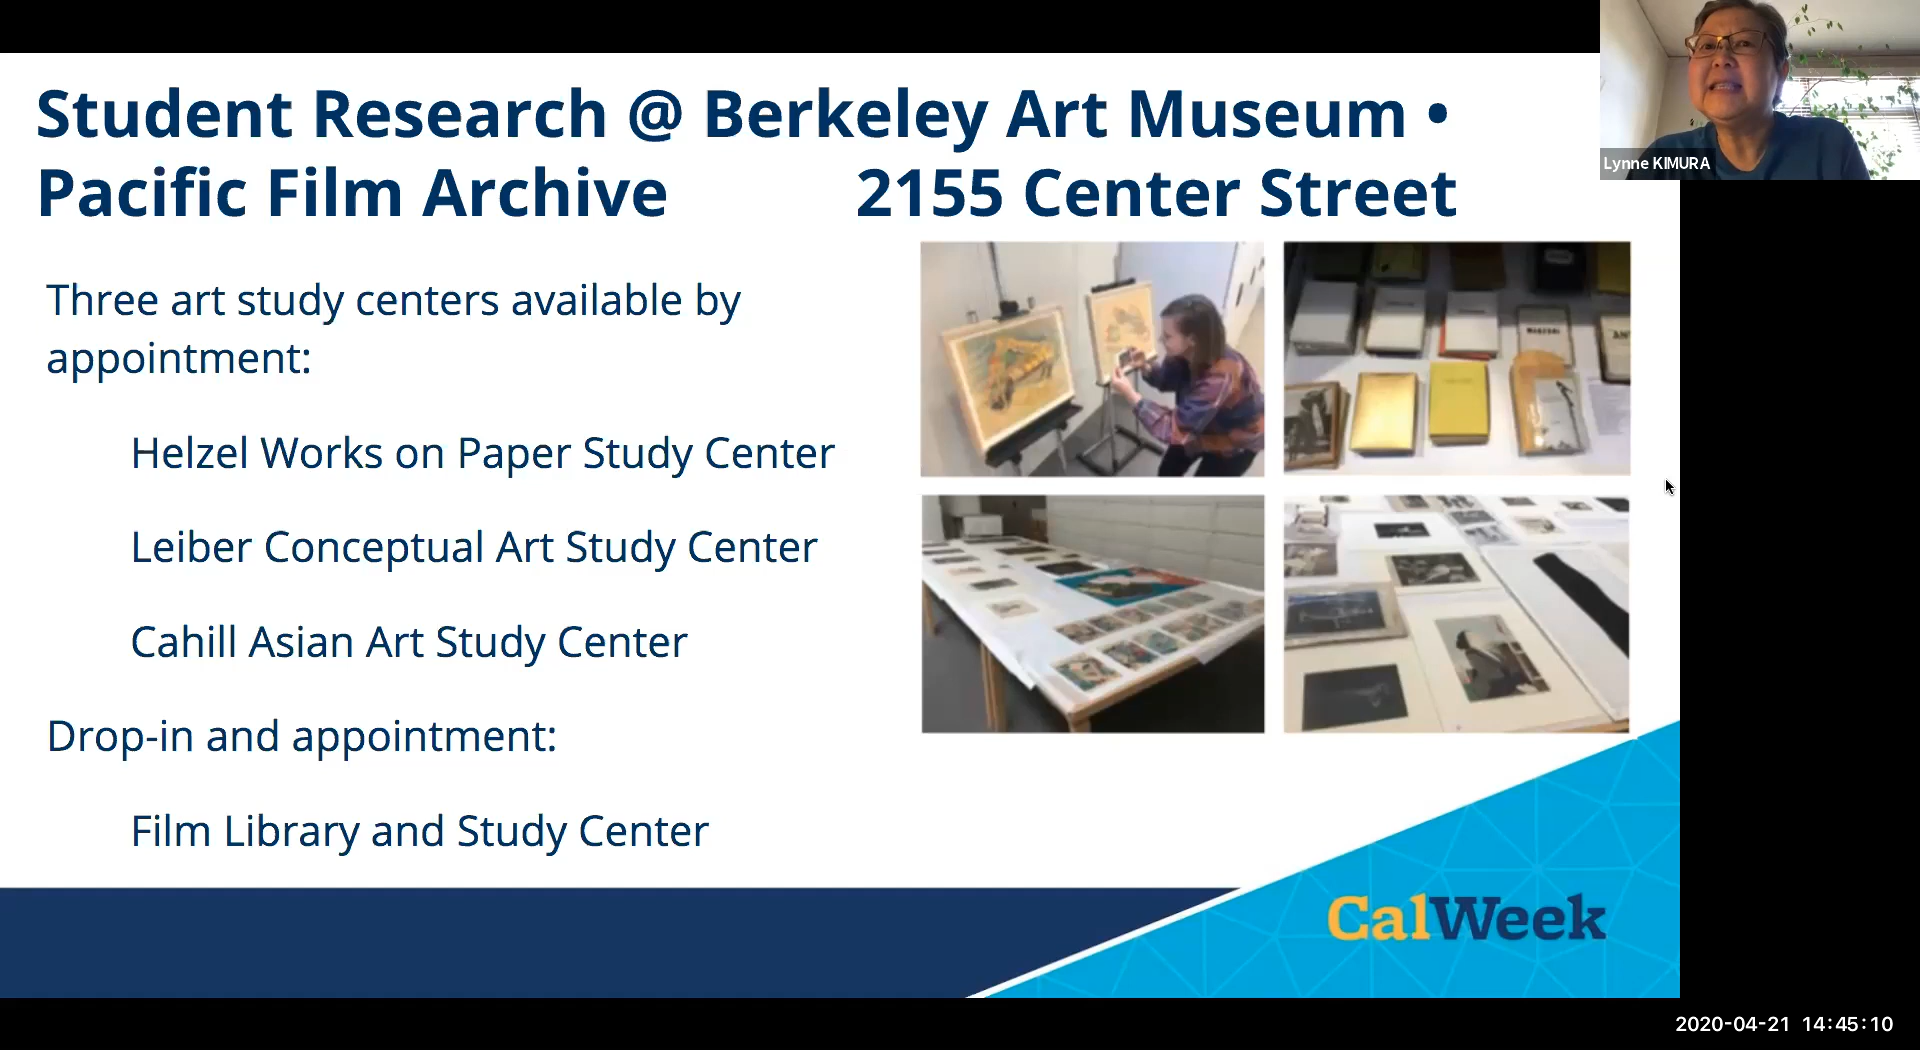 Student Research @ Berkeley Art Museum •
Pacific Film Archive 2155 Center Street
Lynne KIMURA
Three art study centers available by
appointment:
Helzel Works on Paper Study Center
Leiber Conceptual Art Study Center
Cahill Asian Art Study Center
Drop-in and appointment:
Film Library and Study Center
CalWeek
2020-04-21 14:45:10